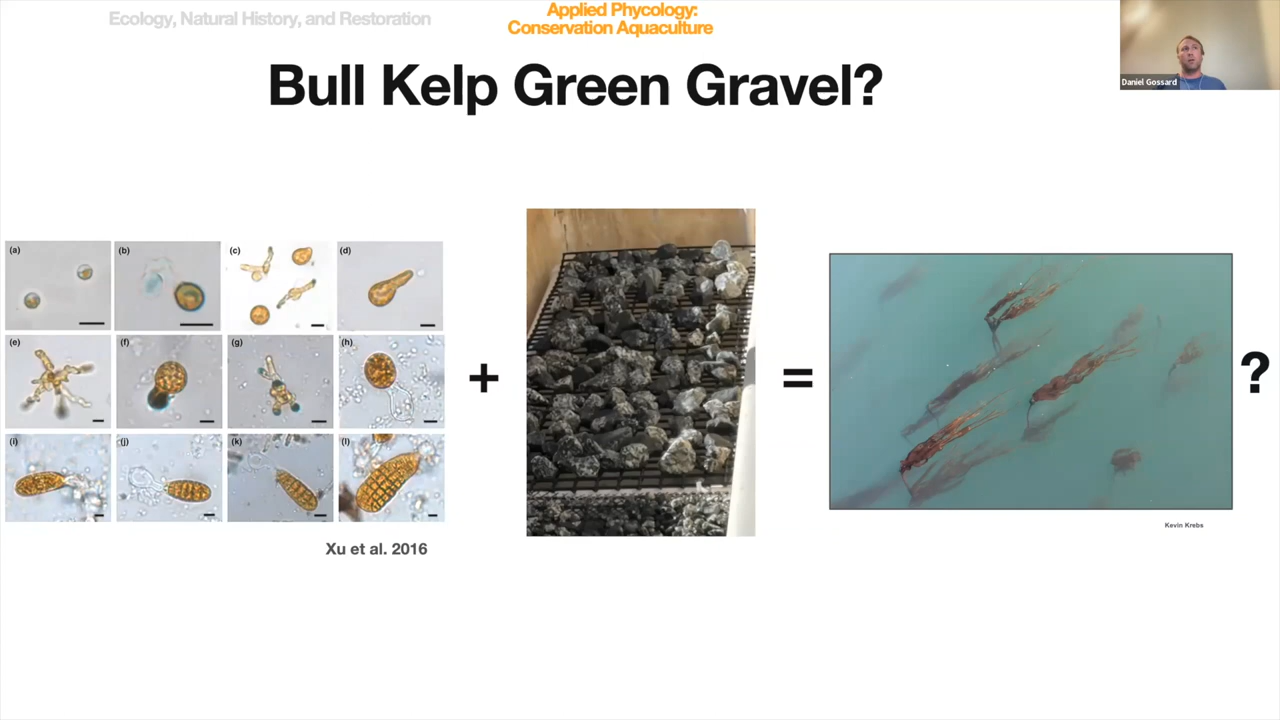 Ecology, Natural History, and Restoration
Applied Phycology:
Conservation Aquaculture
Bull Kelp Green Gravel?
Daniel Gossard
(a)
(b)
(c)
(d)
(e)
(f)
(g)
(h)
(i)
(j)
(k)
(l)
+
=
?
Xu et al. 2016
Kevin Krebs